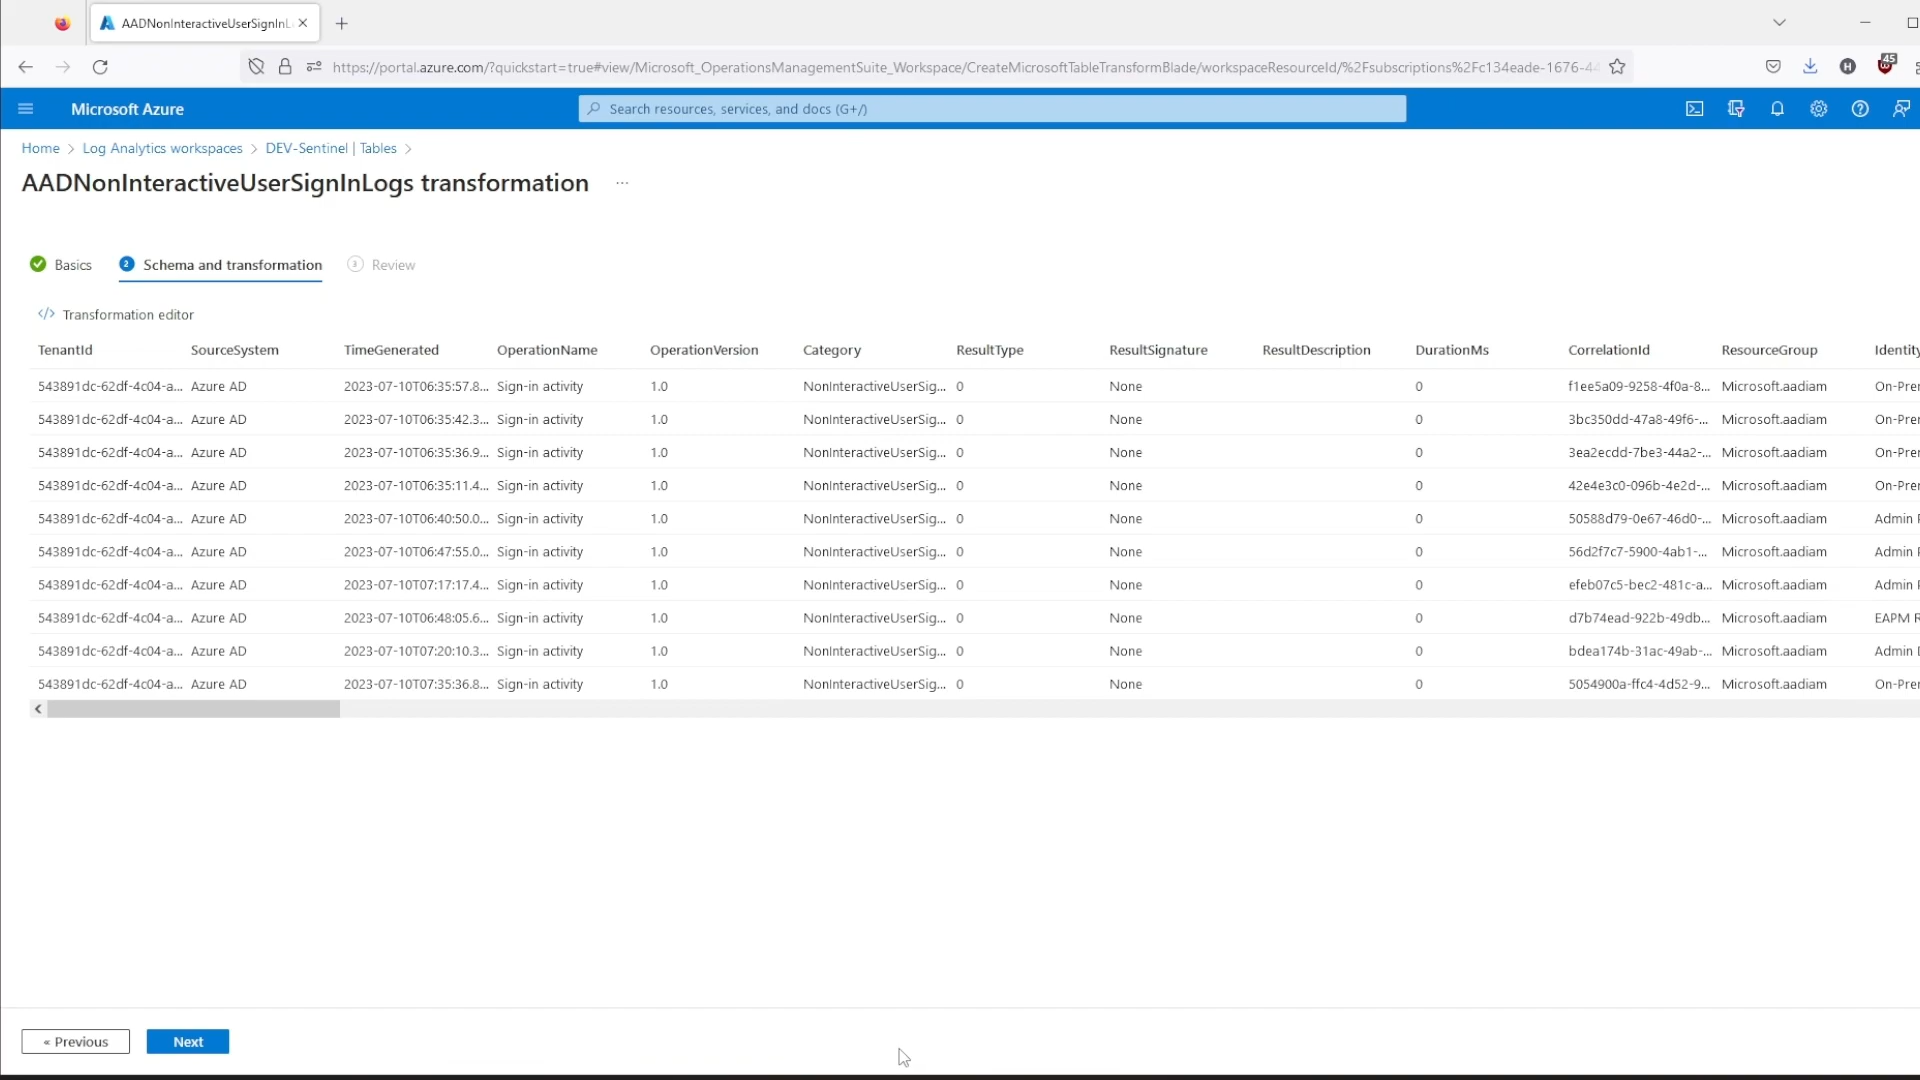 AADNonInteractiveUserSignInL
https://portal.azure.com/?quickstart=true#view/Microsoft_OperationsManagementSuite_Workspace/CreateMicrosoftTableTransformBlade/workspaceResourceId/%2Fsubscriptions%2Fc134eade-1676-44
H
45
Microsoft Azure
Search resources, services, and docs (G+/)
Home > Log Analytics workspaces > DEV-Sentinel | Tables >
AADNonInteractiveUserSignInLogs transformation ...
Basics 2 Schema and transformation 3 Review
</> Transformation editor
TenantId SourceSystem TimeGenerated OperationName OperationVersion Category ResultType ResultSignature ResultDescription DurationMs CorrelationId ResourceGroup Identity
543891dc-62df-4c04-a... Azure AD 2023-07-10T06:35:57.8... Sign-in activity 1.0 NonInteractiveUserSig... 0 None 0 f1ee5a09-9258-4f0a-8... Microsoft.aadiam On-Prer
543891dc-62df-4c04-a... Azure AD 2023-07-10T06:35:42.3... Sign-in activity 1.0 NonInteractiveUserSig... 0 None 0 3bc350dd-47a8-49f6-... Microsoft.aadiam On-Prer
543891dc-62df-4c04-a... Azure AD 2023-07-10T06:35:36.9... Sign-in activity 1.0 NonInteractiveUserSig... 0 None 0 3ea2ecdd-7be3-44a2-... Microsoft.aadiam On-Prer
543891dc-62df-4c04-a... Azure AD 2023-07-10T06:35:11.4... Sign-in activity 1.0 NonInteractiveUserSig... 0 None 0 42e4e3c0-096b-4e2d-... Microsoft.aadiam On-Prer
543891dc-62df-4c04-a... Azure AD 2023-07-10T06:40:50.0... Sign-in activity 1.0 NonInteractiveUserSig... 0 None 0 50588d79-0e67-46d0-... Microsoft.aadiam Admin P
543891dc-62df-4c04-a... Azure AD 2023-07-10T06:47:55.0... Sign-in activity 1.0 NonInteractiveUserSig... 0 None 0 56d2f7c7-5900-4ab1-... Microsoft.aadiam Admin P
543891dc-62df-4c04-a... Azure AD 2023-07-10T07:17:17.4... Sign-in activity 1.0 NonInteractiveUserSig... 0 None 0 efeb07c5-bec2-481c-a... Microsoft.aadiam Admin P
543891dc-62df-4c04-a... Azure AD 2023-07-10T06:48:05.6... Sign-in activity 1.0 NonInteractiveUserSig... 0 None 0 d7b74ead-922b-49db... Microsoft.aadiam EAPM R
543891dc-62df-4c04-a... Azure AD 2023-07-10T07:20:10.3... Sign-in activity 1.0 NonInteractiveUserSig... 0 None 0 bdea174b-31ac-49ab-... Microsoft.aadiam Admin D
543891dc-62df-4c04-a... Azure AD 2023-07-10T07:35:36.8... Sign-in activity 1.0 NonInteractiveUserSig... 0 None 0 5054900a-ffc4-4d52-9... Microsoft.aadiam On-Prer
« Previous Next